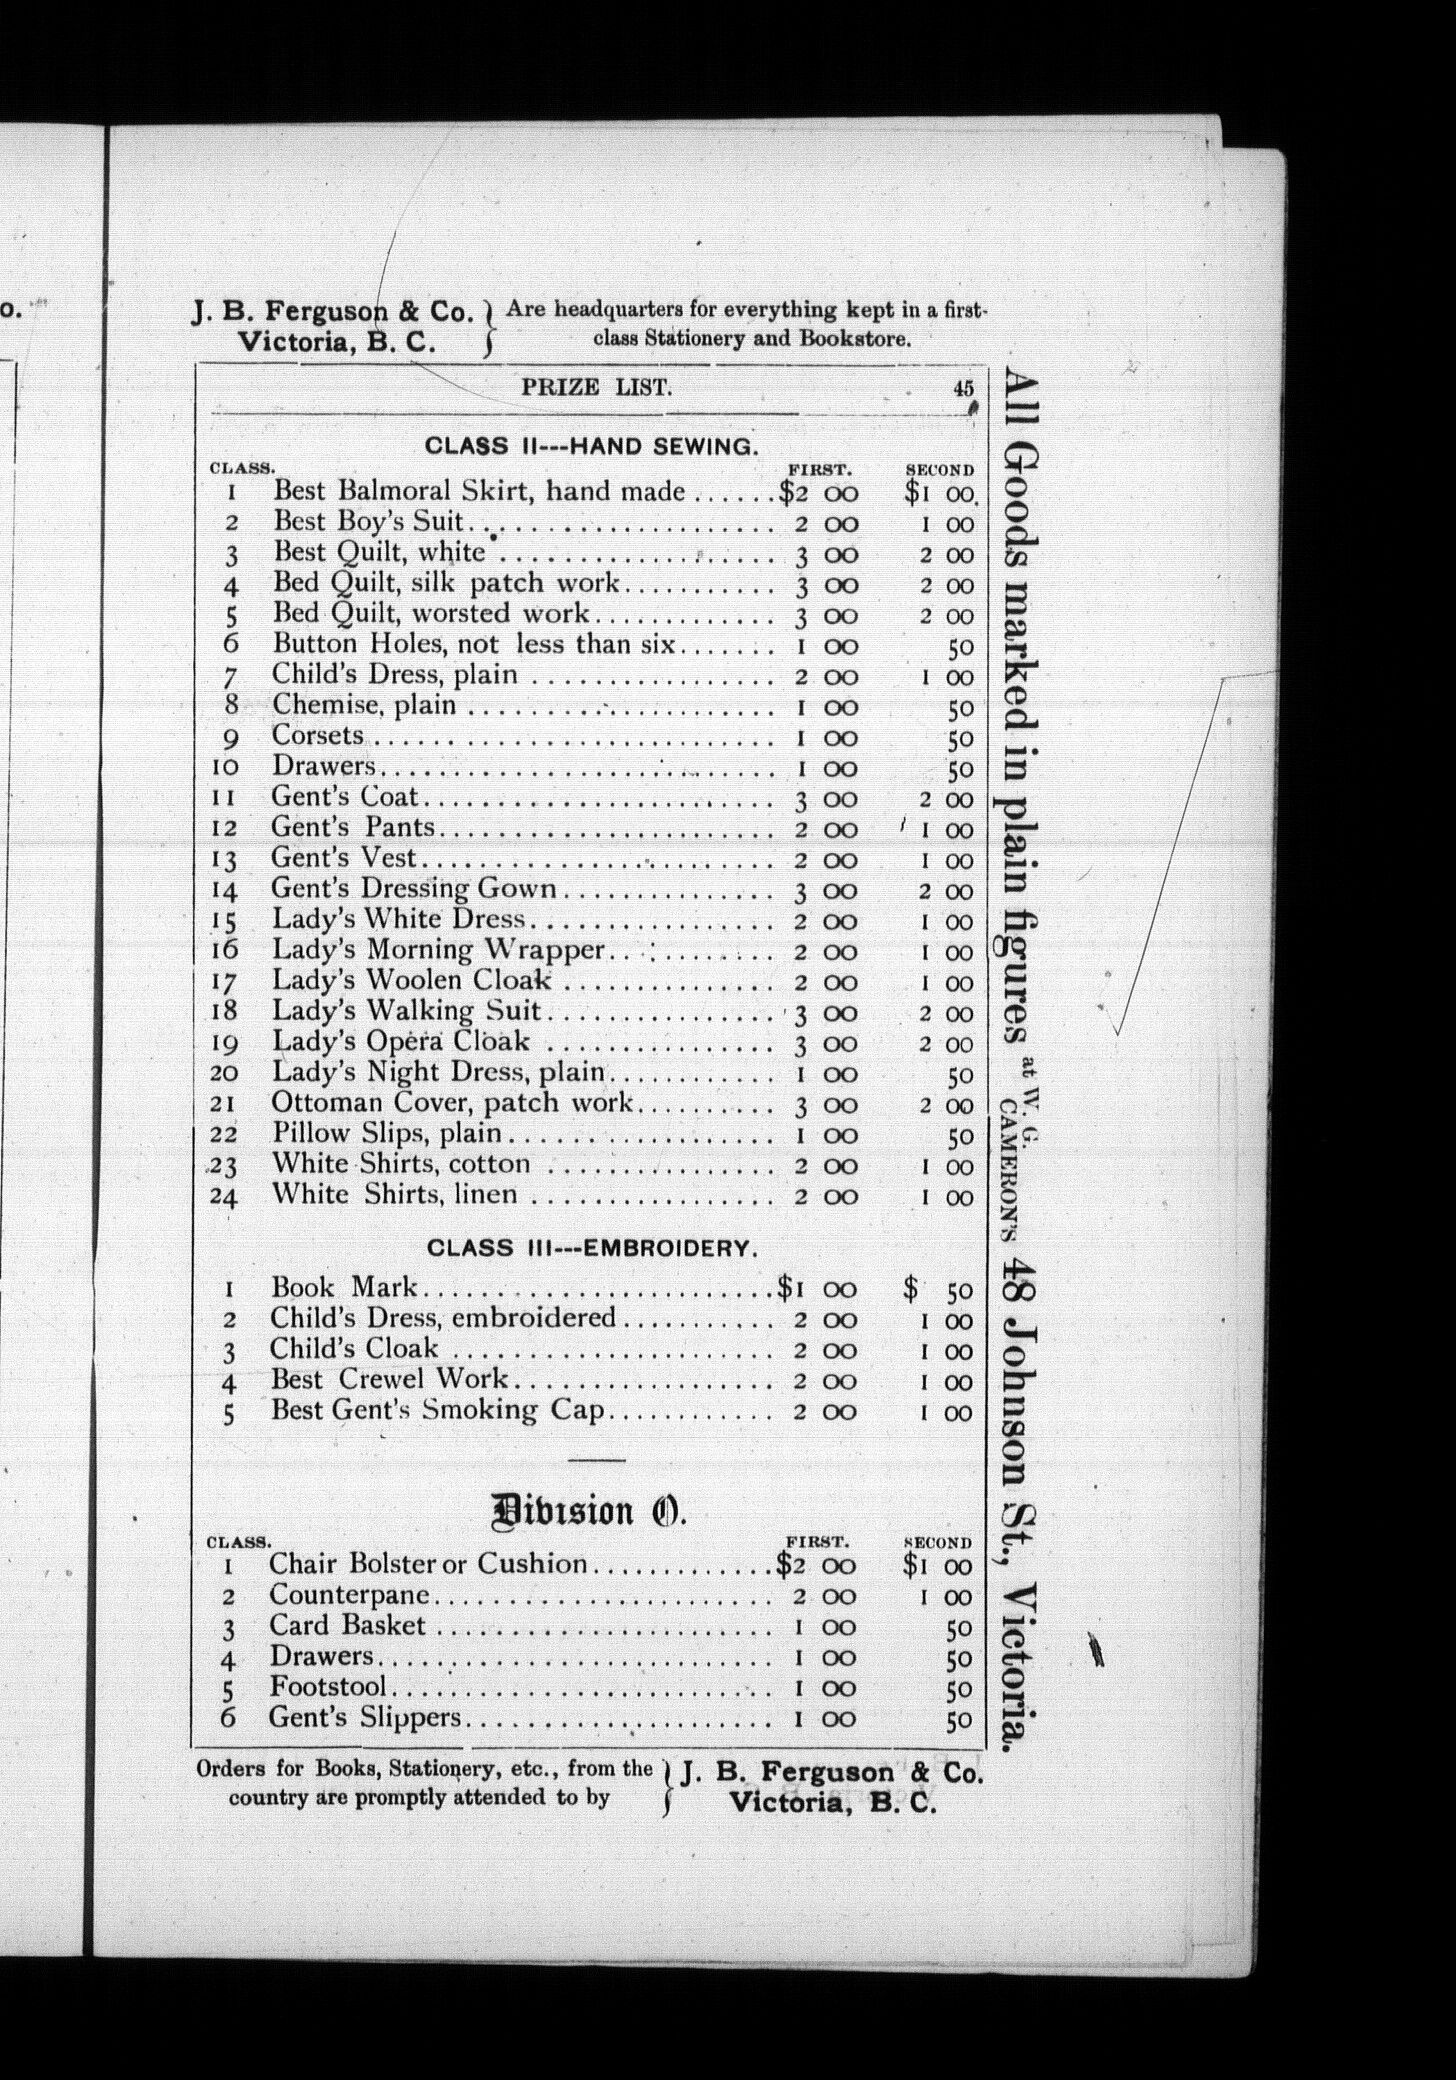 o.
J. B. Ferguson & Co. } Are headquarters for everything kept in a first-
Victoria, B. C. class Stationery and Bookstore.
PRIZE LIST. 45
CLASS II---HAND SEWING.
CLASS. FIRST. SECOND
1 Best Balmoral Skirt, hand made ...... $2 00 $1 00
2 Best Boy's Suit .................... 2 00 1 00
3 Best Quilt, white .................. 3 00 2 00
4 Bed Quilt, silk patch work .......... 3 00 2 00
5 Bed Quilt, worsted work ............ 3 00 2 00
6 Button Holes, not less than six ....... 1 00 50
7 Child's Dress, plain ................ 2 00 1 00
8 Chemise, plain .................... 1 00 50
9 Corsets .......................... 1 00 50
10 Drawers .......................... 1 00 50
11 Gent's Coat ....................... 3 00 2 00
12 Gent's Pants ...................... 2 00 1 00
13 Gent's Vest ....................... 2 00 1 00
14 Gent's Dressing Gown .............. 3 00 2 00
15 Lady's White Dress ................ 2 00 1 00
16 Lady's Morning Wrapper ........... 2 00 1 00
17 Lady's Woolen Cloak .............. 2 00 1 00
18 Lady's Walking Suit ............... 3 00 2 00
19 Lady's Opera Cloak ............... 3 00 2 00
20 Lady's Night Dress, plain ........... 1 00 50
21 Ottoman Cover, patch work ......... 3 00 2 00
22 Pillow Slips, plain ................. 1 00 50
23 White Shirts, cotton ............... 2 00 1 00
24 White Shirts, linen ................ 2 00 1 00
CLASS III---EMBROIDERY.
1 Book Mark ....................... $1 00 $ 50
2 Child's Dress, embroidered .......... 2 00 1 00
3 Child's Cloak ..................... 2 00 1 00
4 Best Crewel Work ................. 2 00 1 00
5 Best Gent's Smoking Cap ........... 2 00 1 00
Division O.
CLASS. FIRST. SECOND
1 Chair Bolster or Cushion ............ $2 00 $1 00
2 Counterpane ...................... 2 00 1 00
3 Card Basket ...................... 1 00 50
4 Drawers .......................... 1 00 50
5 Footstool ......................... 1 00 50
6 Gent's Slippers .................... 1 00 50
Orders for Books, Stationery, etc., from the } J. B. Ferguson & Co.
country are promptly attended to by Victoria, B. C.
All Goods marked in plain figures at W. G. CAMERON'S 48 Johnson St., Victoria.